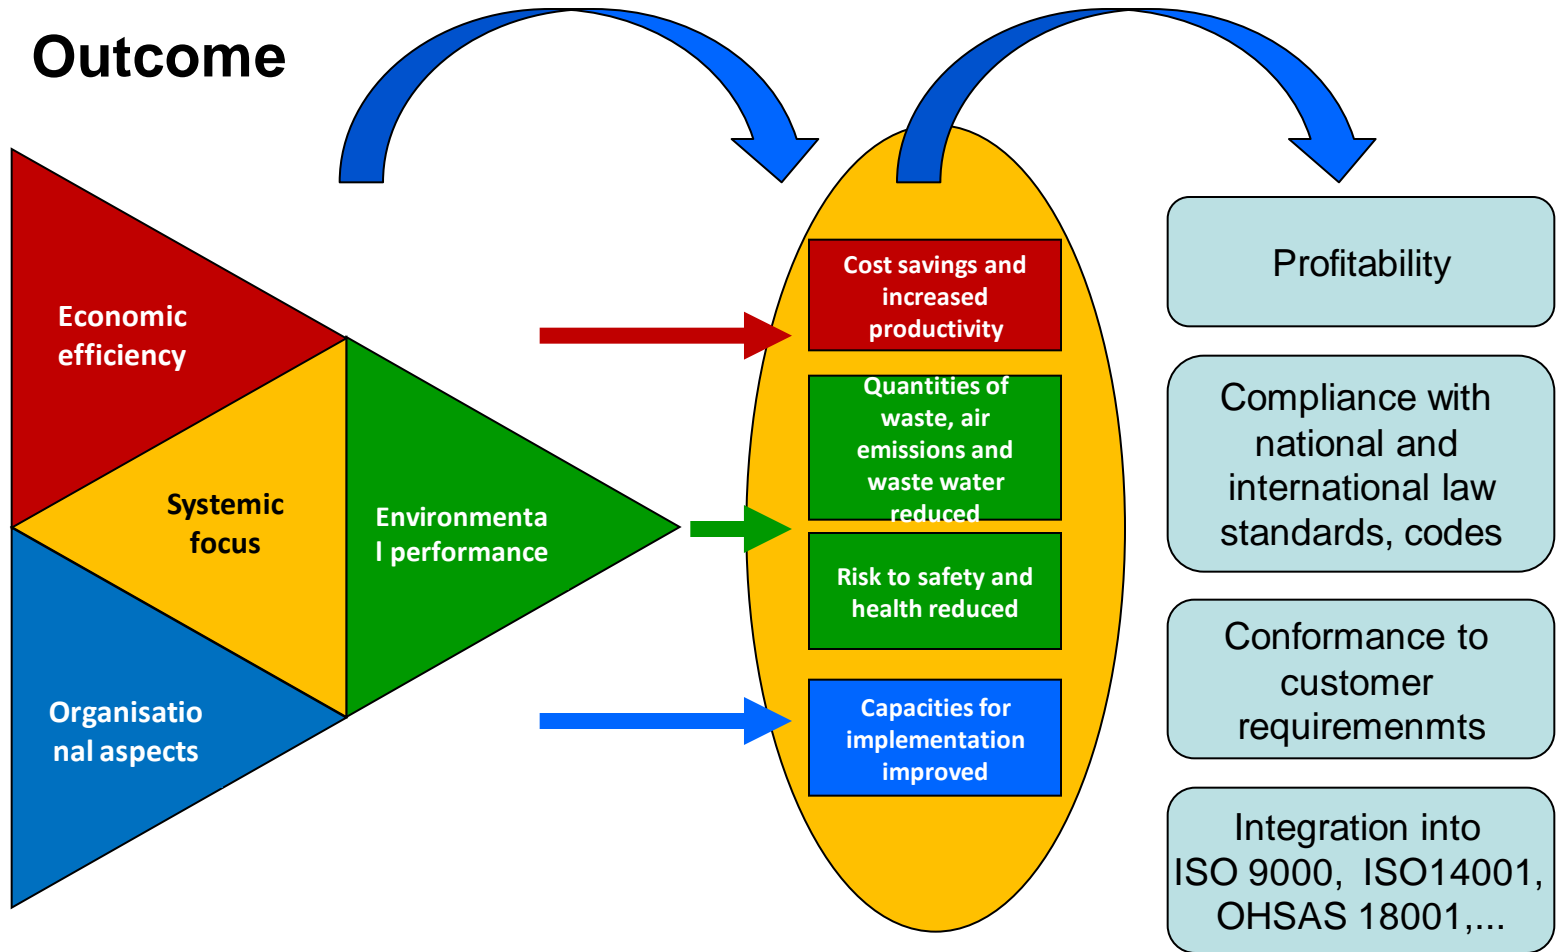 Outcome
Economic
efficiency
Systemic
focus
Environmenta
l performance
Organisatio
nal aspects
Cost savings and
increased
productivity
Quantities of
waste, air
emissions and
waste water
reduced
Risk to safety and
health reduced
Capacities for
implementation
improved
Profitability
Compliance with
national and
international law
standards, codes
Conformance to
customer
requiremenmts
Integration into
ISO 9000, ISO14001,
OHSAS 18001,...